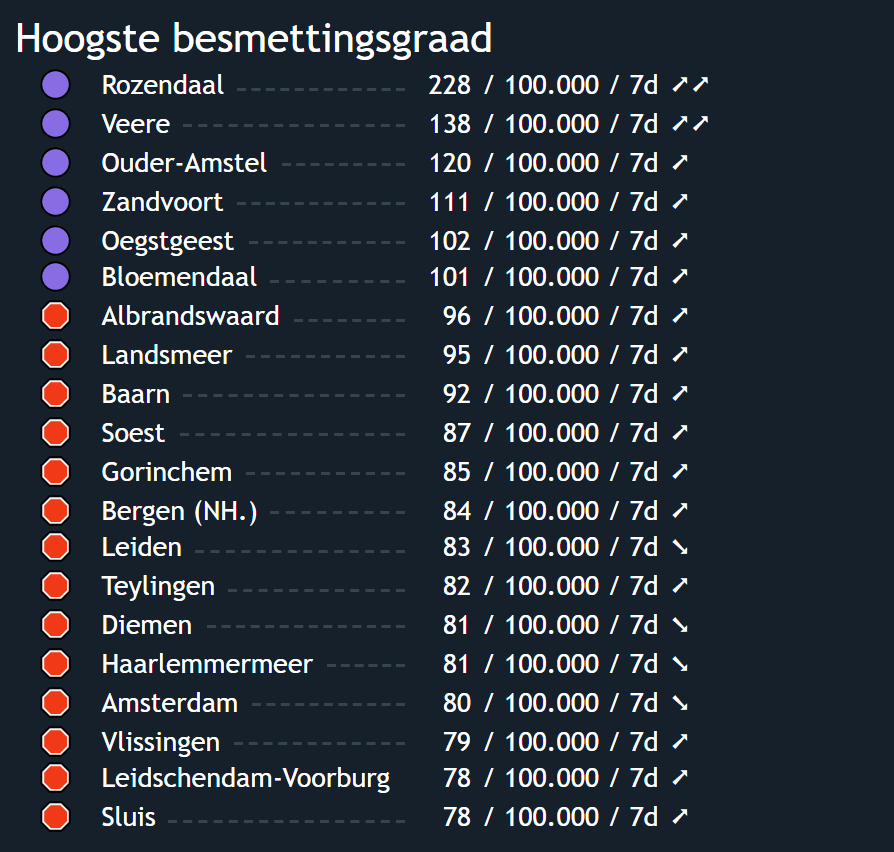 Hoogste besmettingsgraad
Rozendaal 228 / 100.000 / 7d ➚➚
Veere 138 / 100.000 / 7d ➚➚
Ouder-Amstel 120 / 100.000 / 7d ➚
Zandvoort 111 / 100.000 / 7d ➚
Oegstgeest 102 / 100.000 / 7d ➚
Bloemendaal 101 / 100.000 / 7d ➚
Albrandswaard 96 / 100.000 / 7d ➚
Landsmeer 95 / 100.000 / 7d ➚
Baarn 92 / 100.000 / 7d ➚
Soest 87 / 100.000 / 7d ➚
Gorinchem 85 / 100.000 / 7d ➚
Bergen (NH.) 84 / 100.000 / 7d ➚
Leiden 83 / 100.000 / 7d ➘
Teylingen 82 / 100.000 / 7d ➚
Diemen 81 / 100.000 / 7d ➘
Haarlemmermeer 81 / 100.000 / 7d ➘
Amsterdam 80 / 100.000 / 7d ➘
Vlissingen 79 / 100.000 / 7d ➚
Leidschendam-Voorburg 78 / 100.000 / 7d ➚
Sluis 78 / 100.000 / 7d ➚